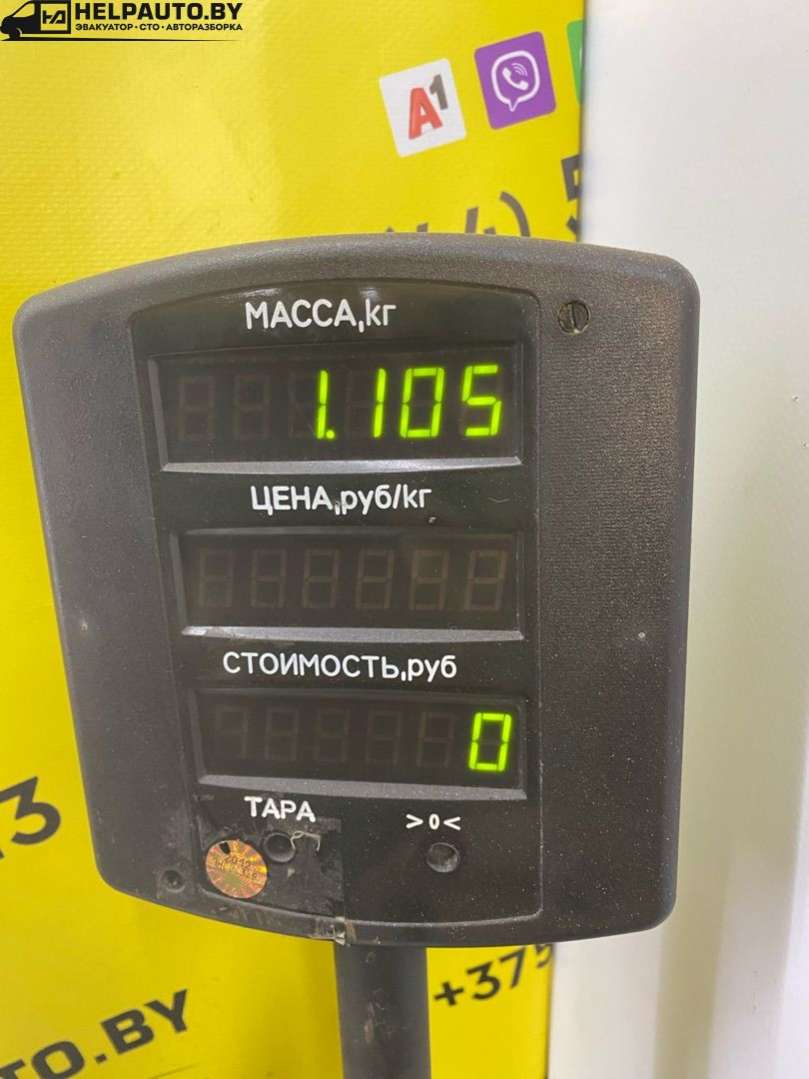 HELPAUTO.BY
ЭВАКУАТОР·СТО·АВТОРАЗБОРКА
A1
МАССА,кг
1.105
ЦЕНА,руб/кг
СТОИМОСТЬ,руб
0
ТАРА
>0<
2012
+375
TO.BY